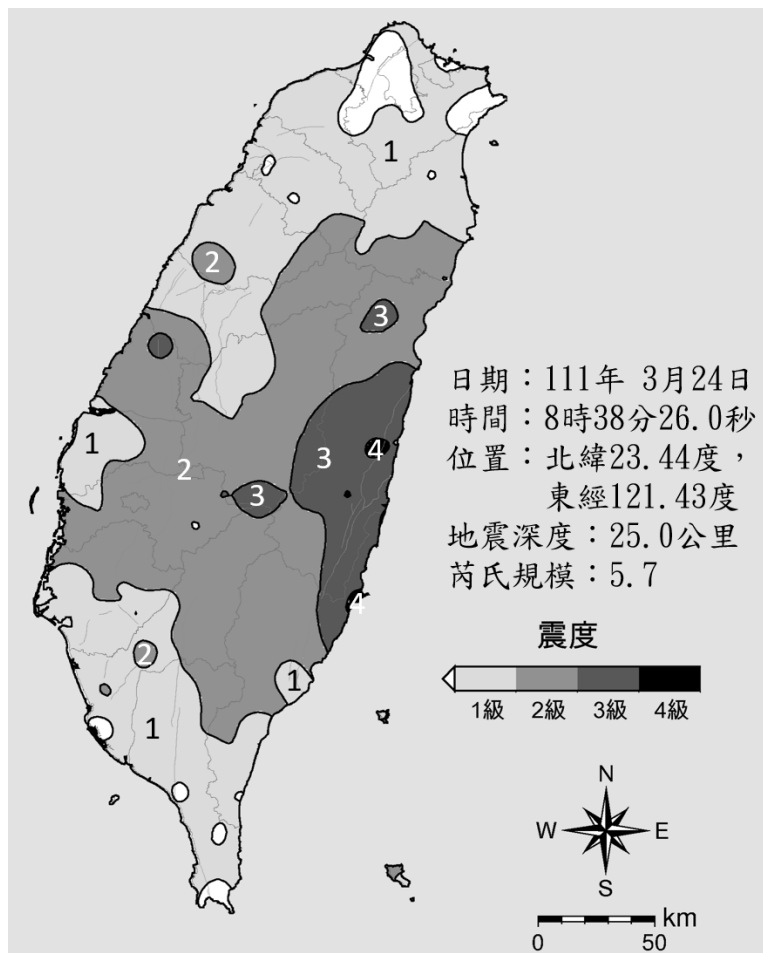 1
2
3
3
4
1
2
3
4
2
1
1
日期：111年 3月24日
時間：8時38分26.0秒
位置：北緯23.44度，
東經121.43度
地震深度：25.0公里
芮氏規模：5.7
震度
1級 2級 3級 4級
N
W E
S
km
0 50